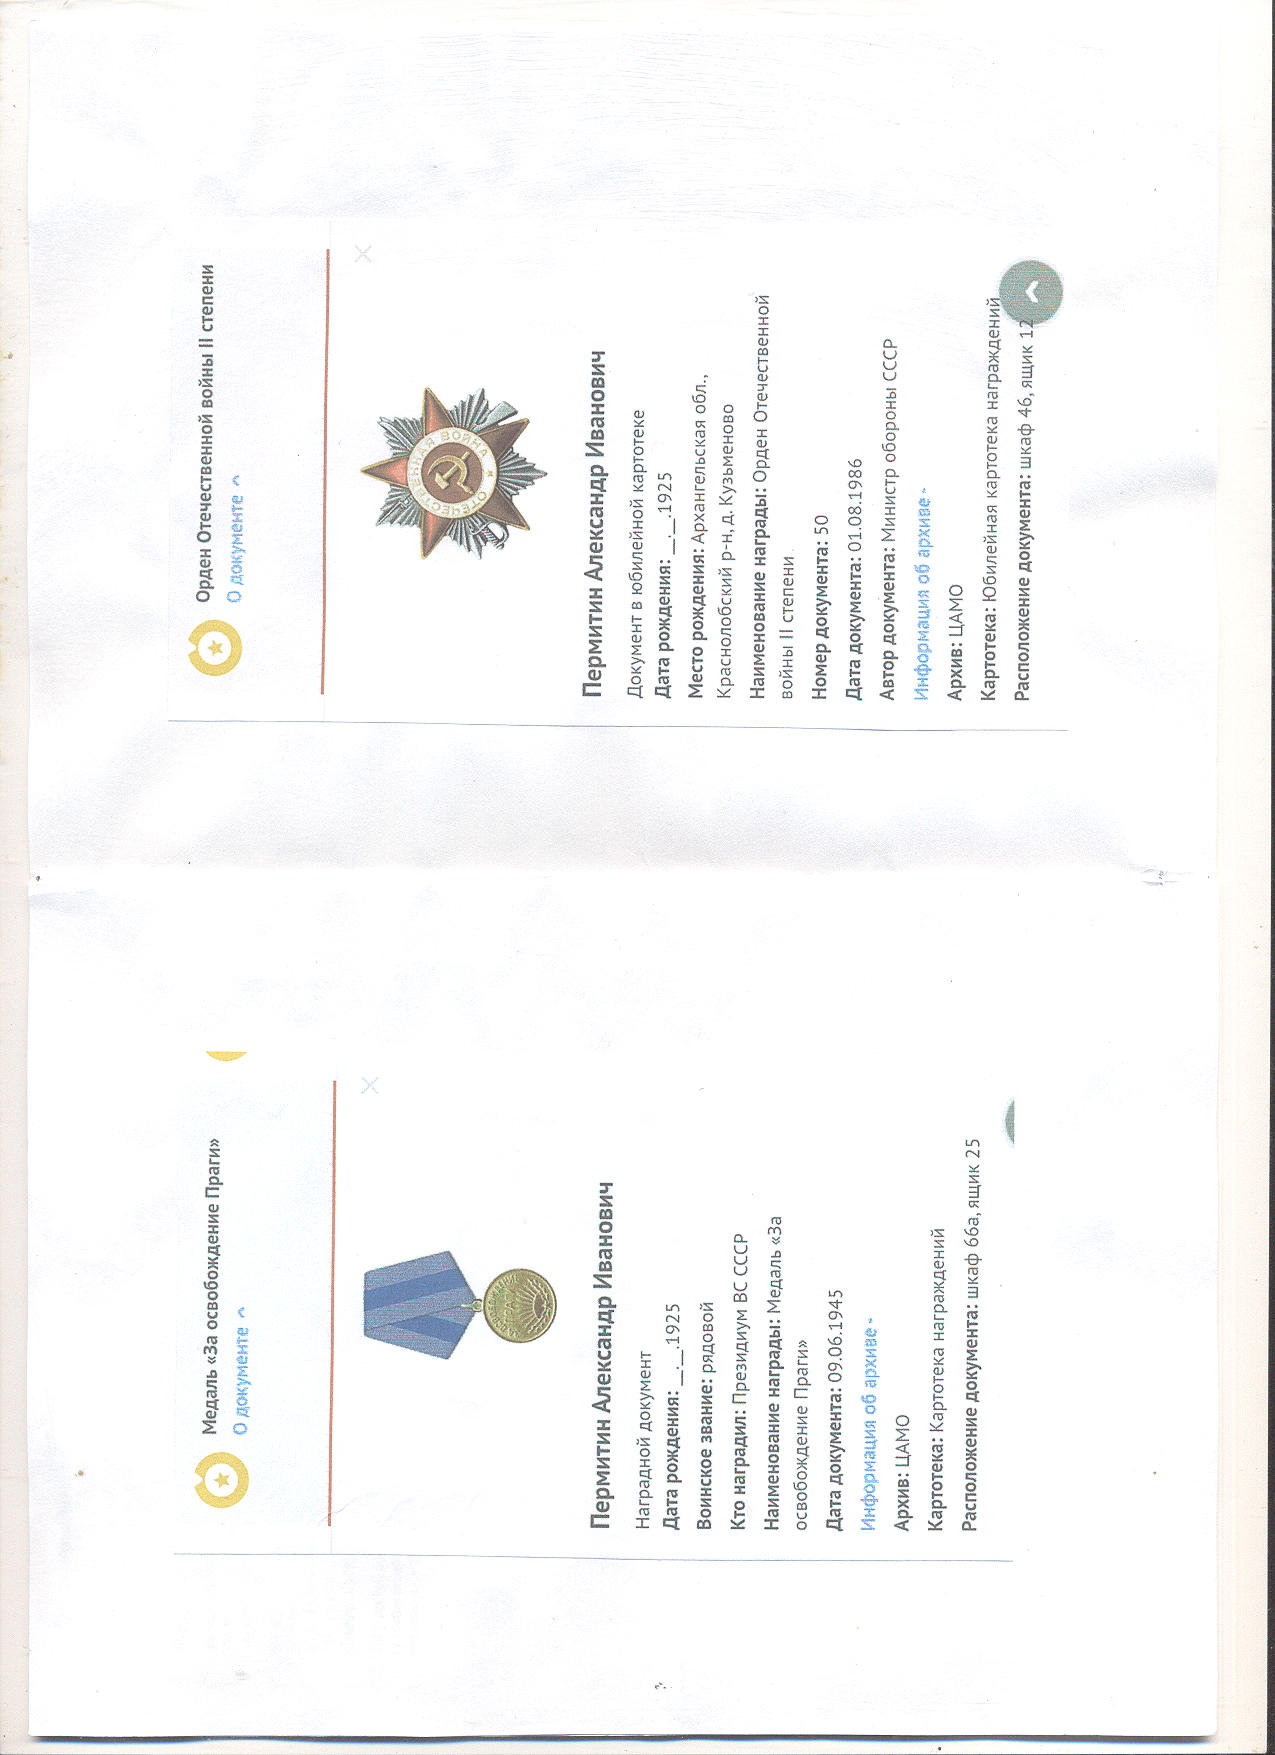 Медаль «За освобождение Праги»
О документе
Пермитин Александр Иванович
Наградной документ
Дата рождения: __.__.1925
Воинское звание: рядовой
Кто наградил: Президиум ВС СССР
Наименование награды: Медаль «За
освобождение Праги»
Дата документа: 09.06.1945
Информация об архиве -
Архив: ЦАМО
Картотека: Картотека награждений
Расположение документа: шкаф 66а, ящик 25
Орден Отечественной войны II степени
О документе
ОТЕЧЕСТВЕННАЯ ВОЙНА
Пермитин Александр Иванович
Документ в юбилейной картотеке
Дата рождения: __.__.1925
Место рождения: Архангельская обл.,
Краснолобский р-н, д. Кузьменово
Наименование награды: Орден Отечественной
войны II степени
Номер документа: 50
Дата документа: 01.08.1986
Автор документа: Министр обороны СССР
Информация об архиве -
Архив: ЦАМО
Картотека: Юбилейная картотека награждений
Расположение документа: шкаф 46, ящик 12